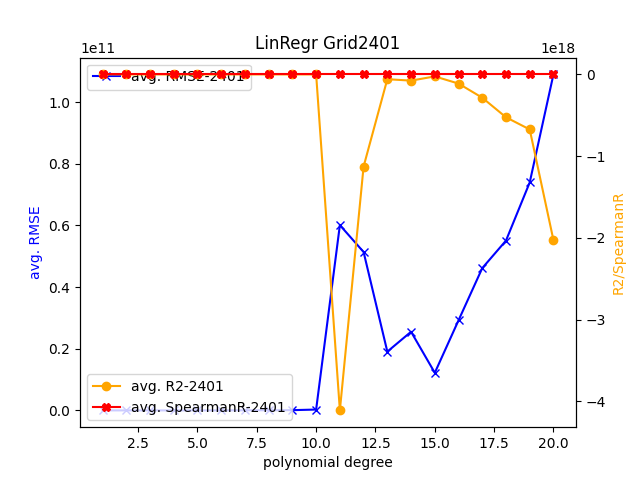 LinRegr Grid2401
1e11
1e18
avg. RMSE-2401
1.0
0.8
0.6
0.4
0.2
0.0
avg. RMSE
0
−1
−2
−3
−4
R2/SpearmanR
avg. R2-2401
avg. SpearmanR-2401
2.5 5.0 7.5 10.0 12.5 15.0 17.5 20.0
polynomial degree